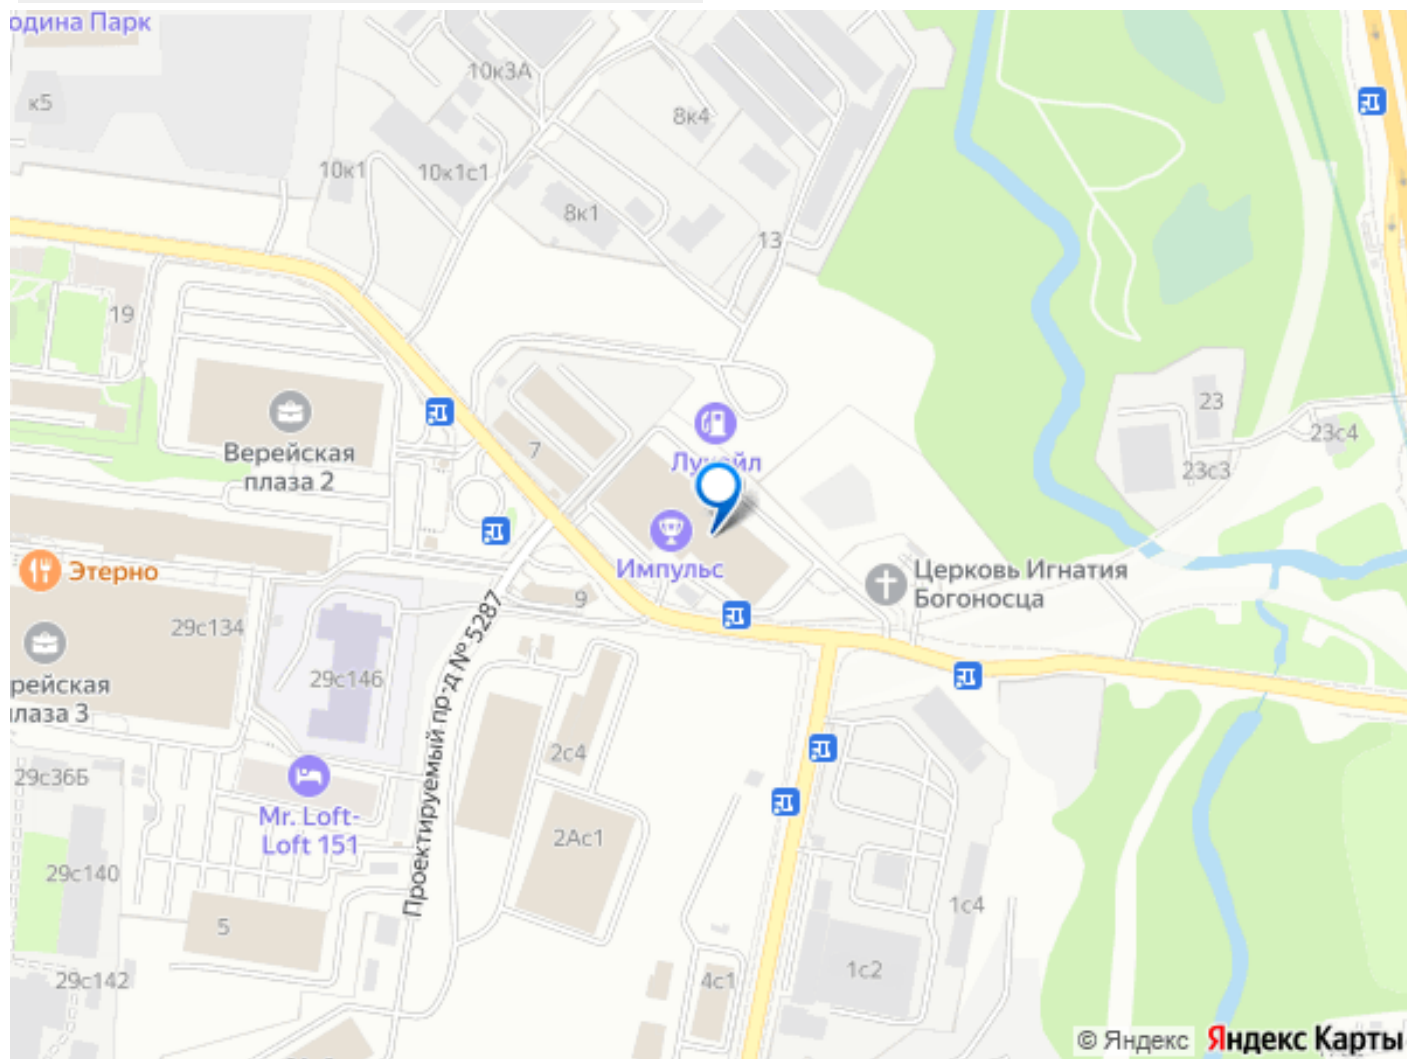 одина Парк
к5
10к3А
8к4
10к1
10к1с1
8к1
13
19
7
Лукойл
Верейская
плаза 2
23
23с4
23с3
Импульс
Этерно
9
Церковь Игнатия
Богоносца
29с134
29с146
рейская
лаза 3
Проектируемый пр-д № 5287
2с4
29с36Б
Mr. Loft-
Loft 151
2Ас1
29с140
5
1с4
29с142
4с1
1с2
© Яндекс Яндекс Карты